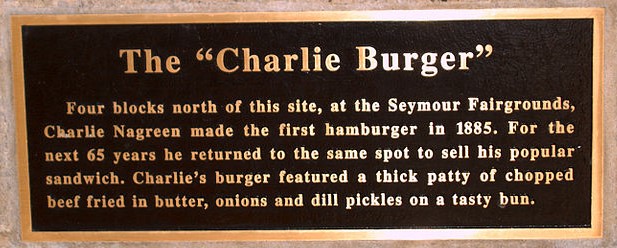 The “Charlie Burger”
Four blocks north of this site, at the Seymour Fairgrounds,
Charlie Nagreen made the first hamburger in 1885. For the
next 65 years he returned to the same spot to sell his popular
sandwich. Charlie’s burger featured a thick patty of chopped
beef fried in butter, onions and dill pickles on a tasty bun.